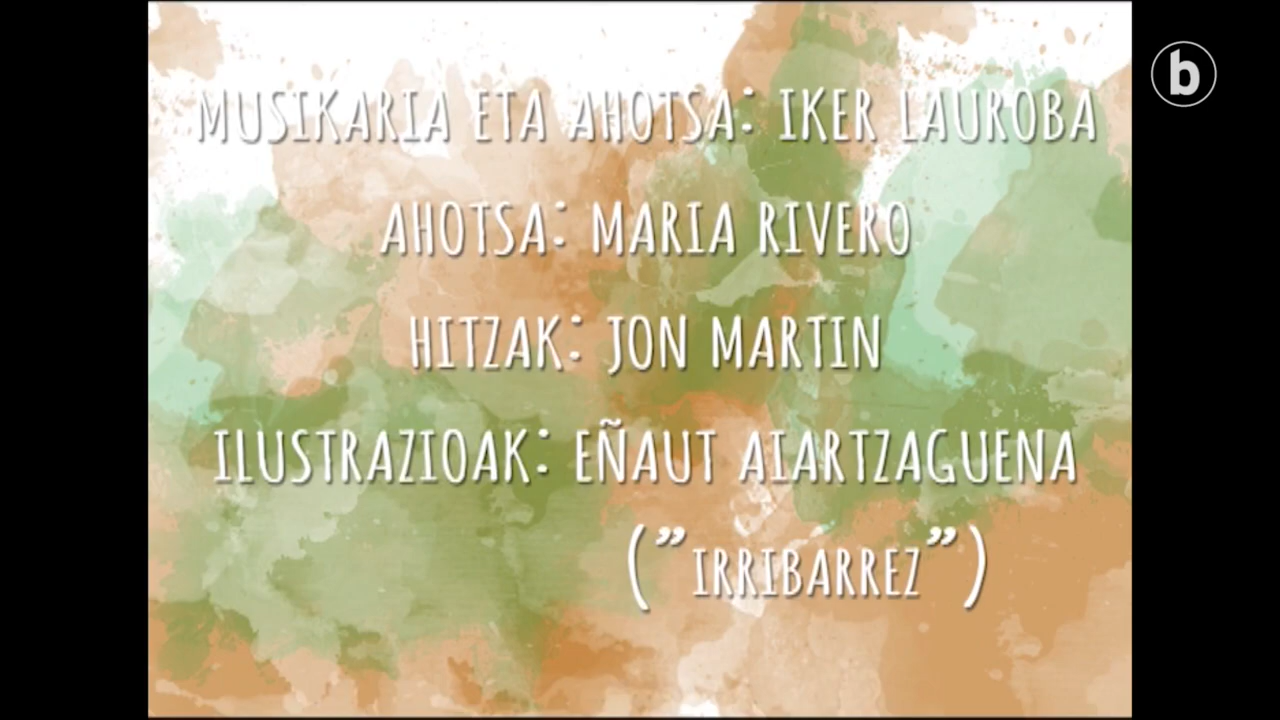 MUSIKARIA ETA AHOTSA: IKER LAUROBA
b
AHOTSA: MARIA RIVERO
HITZAK: JON MARTIN
ILUSTRAZIOAK: EÑAUT AIARTZAGUENA
("IRRIBARREZ")